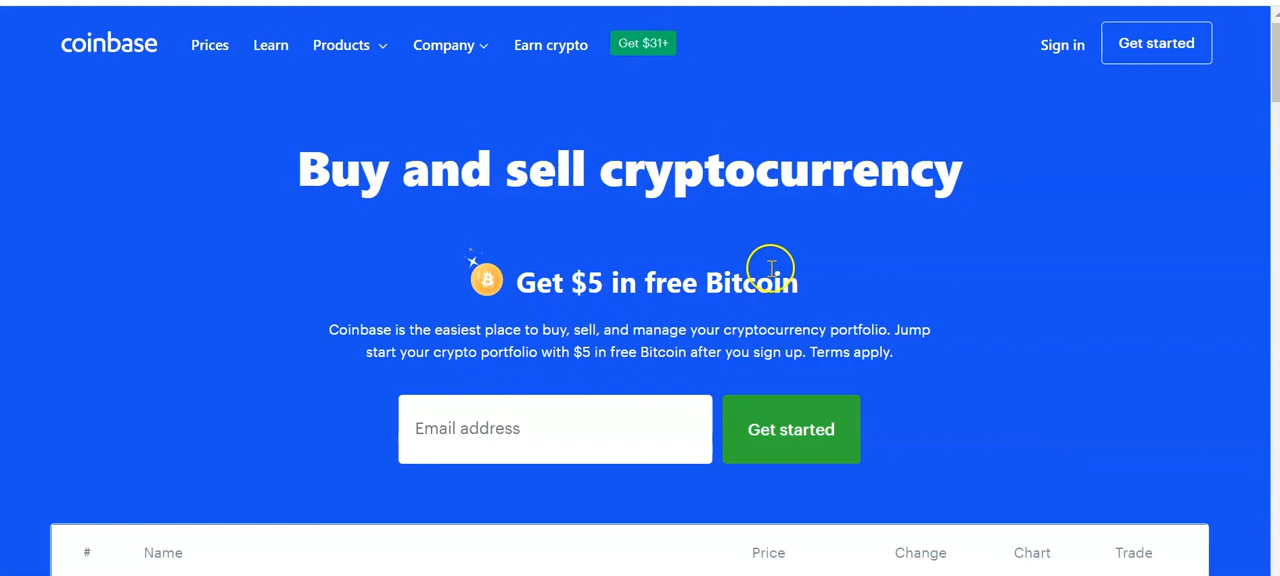 coinbase Prices Learn Products Company Earn crypto Get $31+ Sign in Get started
Buy and sell cryptocurrency
Get $5 in free Bitcoin
Coinbase is the easiest place to buy, sell, and manage your cryptocurrency portfolio. Jump
start your crypto portfolio with $5 in free Bitcoin after you sign up. Terms apply.
Email address Get started
# Name Price Change Chart Trade